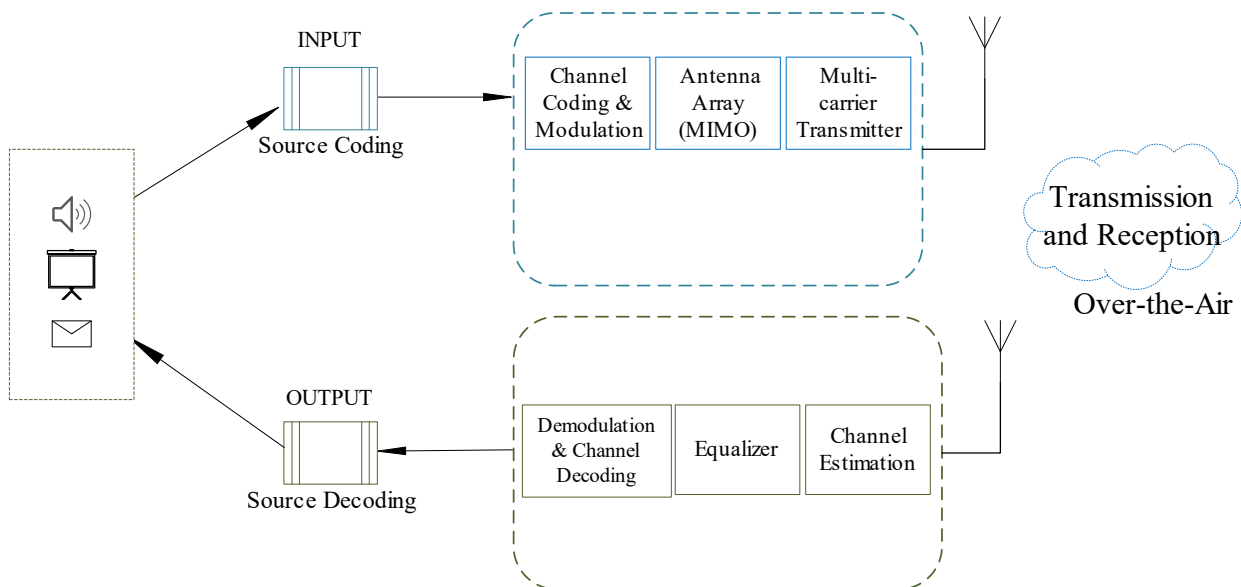 INPUT
Source Coding
Channel
Coding &
Modulation
Antenna
Array
(MIMO)
Multi-
carrier
Transmitter
Transmission
and Reception
Over-the-Air
OUTPUT
Source Decoding
Demodulation
& Channel
Decoding
Equalizer
Channel
Estimation